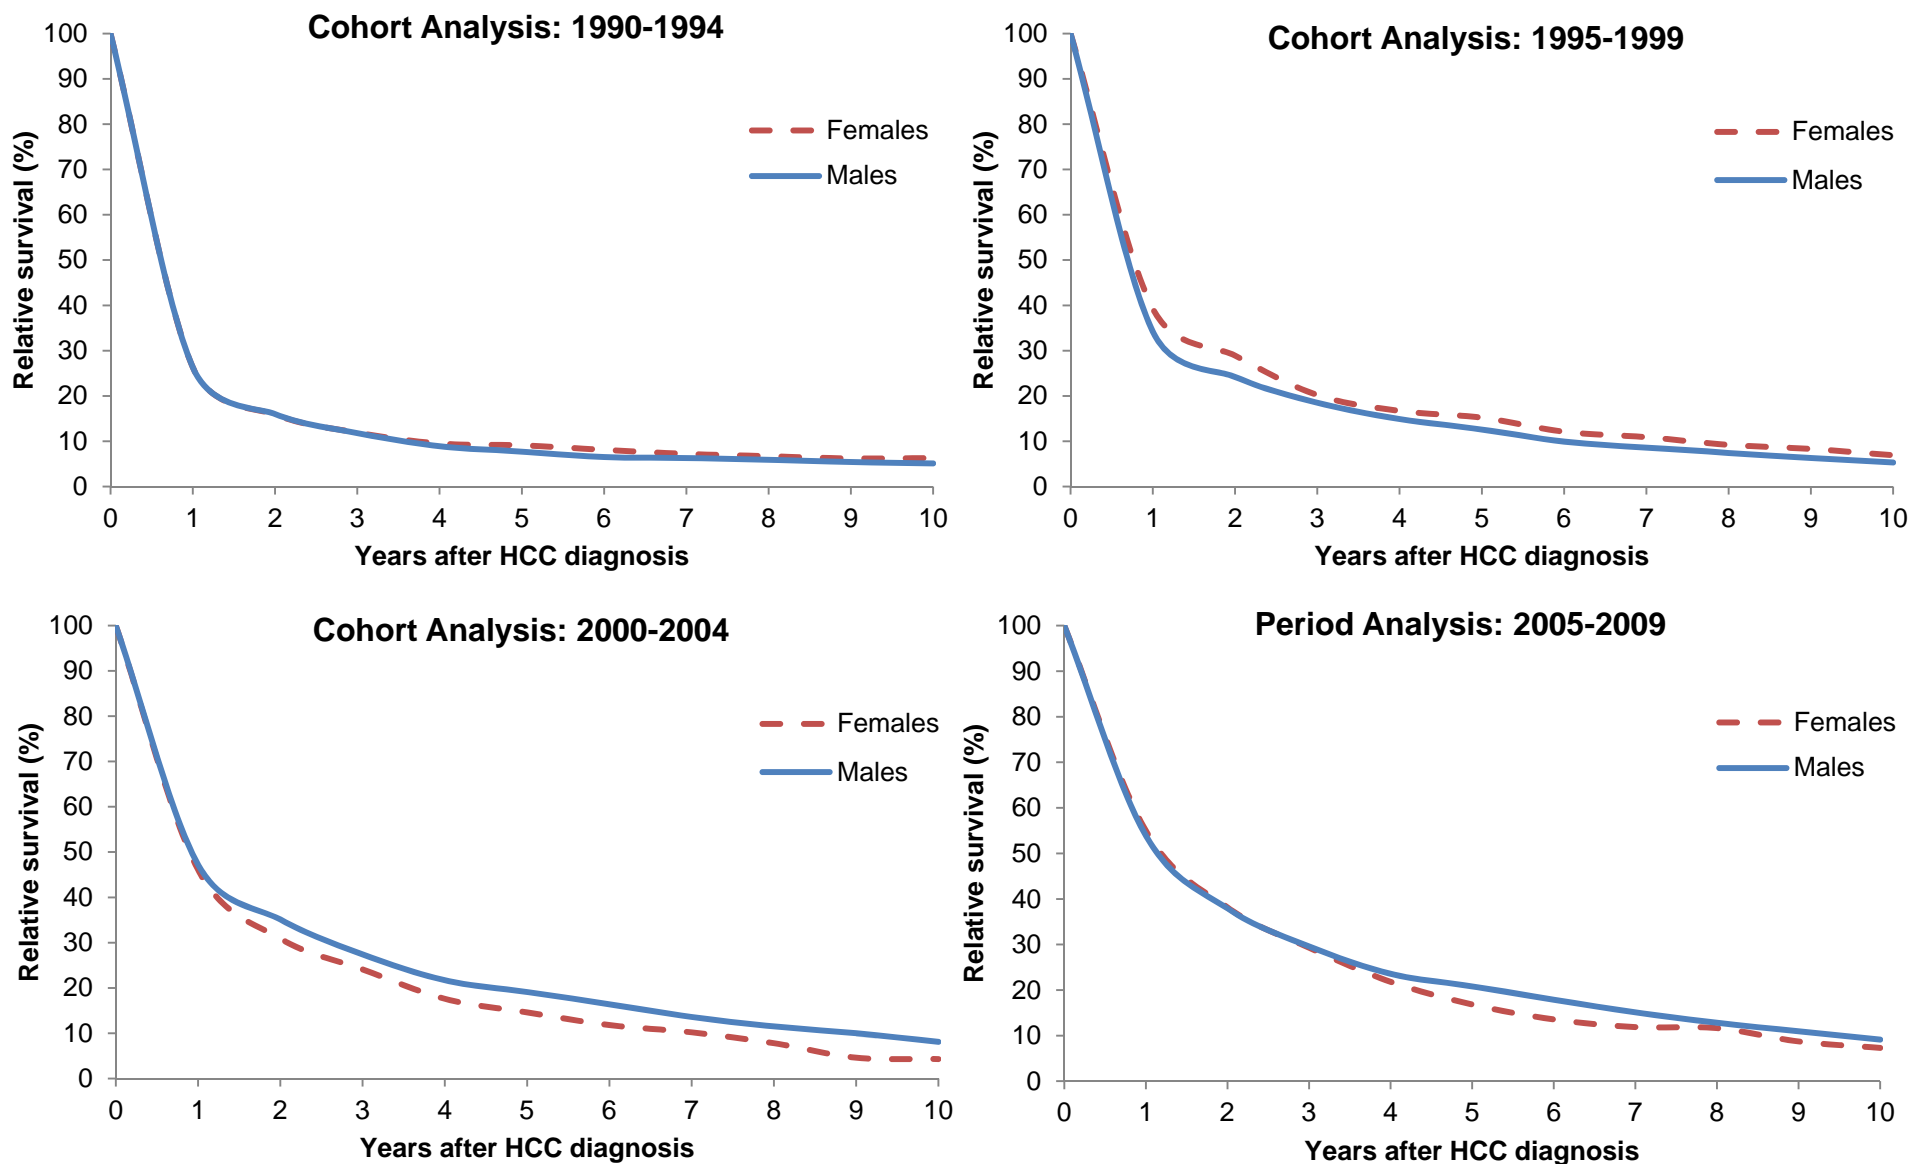 Cohort Analysis: 1990-1994
Relative survival (%)
100
90
80
70
60
50
40
30
20
10
0
0 1 2 3 4 5 6 7 8 9 10
Years after HCC diagnosis
Females
Males
Cohort Analysis: 1995-1999
Relative survival (%)
100
90
80
70
60
50
40
30
20
10
0
0 1 2 3 4 5 6 7 8 9 10
Years after HCC diagnosis
Females
Males
Cohort Analysis: 2000-2004
Relative survival (%)
100
90
80
70
60
50
40
30
20
10
0
0 1 2 3 4 5 6 7 8 9 10
Years after HCC diagnosis
Females
Males
Period Analysis: 2005-2009
Relative survival (%)
100
90
80
70
60
50
40
30
20
10
0
0 1 2 3 4 5 6 7 8 9 10
Years after HCC diagnosis
Females
Males